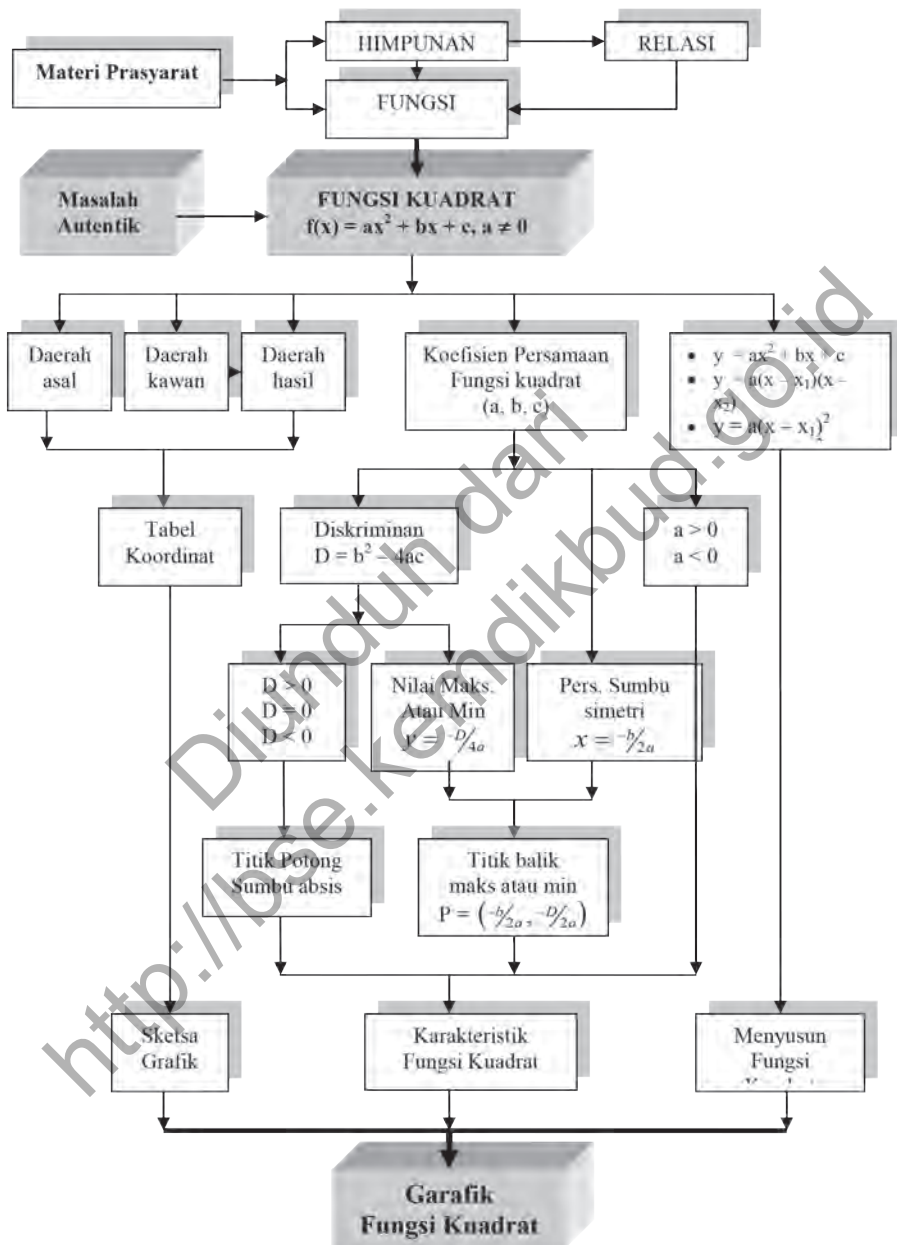 HIMPUNAN
RELASI
Materi Prasyarat
FUNGSI
Masalah
Autentik
FUNGSI KUADRAT
f(x) = ax² + bx + c, a ≠ 0
Daerah
asal
Daerah
kawan
Daerah
hasil
Koefisien Persamaan
Fungsi kuadrat
(a, b, c)
• y = ax² + bx + c
• y = a(x – x₁)(x –
x₂)
• y = a(x – x₁)²
Tabel
Koordinat
Diskriminan
D = b² – 4ac
a > 0
a < 0
D > 0
D = 0
D < 0
Nilai Maks.
Atau Min
y = -D/4a
Pers. Sumbu
simetri
x = -b/2a
Titik Potong
Sumbu absis
Titik balik
maks atau min
P = (-b/2a, -D/2a)
Sketsa
Grafik
Karakteristik
Fungsi Kuadrat
Menyusun
Fungsi
Garafik
Fungsi Kuadrat
Diunduh dari
http://bse.kemdikbud.go.id